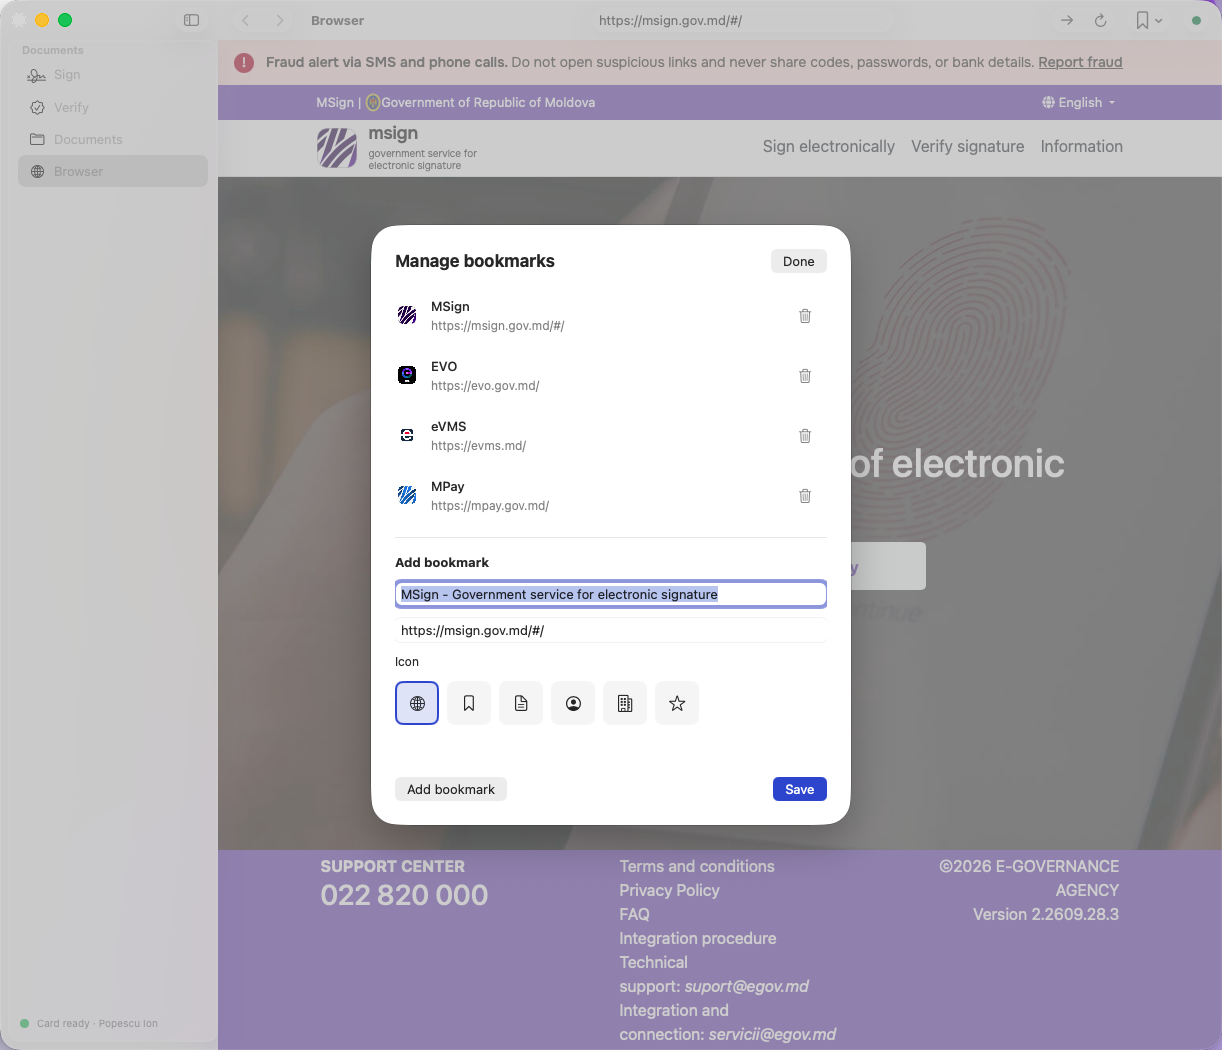 Browser
https://msign.gov.md/#/
Documents
Sign
Verify
Documents
Browser
Fraud alert via SMS and phone calls. Do not open suspicious links and never share codes, passwords, or bank details. Report fraud
MSign | Government of Republic of Moldova
English
msign
government service for
electronic signature
Sign electronically
Verify signature
Information
of electronic
y
Manage bookmarks
Done
MSign
https://msign.gov.md/#/
EVO
https://evo.gov.md/
eVMS
https://evms.md/
MPay
https://mpay.gov.md/
Add bookmark
MSign - Government service for electronic signature
https://msign.gov.md/#/
Icon
Add bookmark
Save
SUPPORT CENTER
022 820 000
Terms and conditions
Privacy Policy
FAQ
Integration procedure
Technical
support: suport@egov.md
Integration and
connection: servicii@egov.md
©2026 E-GOVERNANCE
AGENCY
Version 2.2609.28.3
Card ready · Popescu Ion